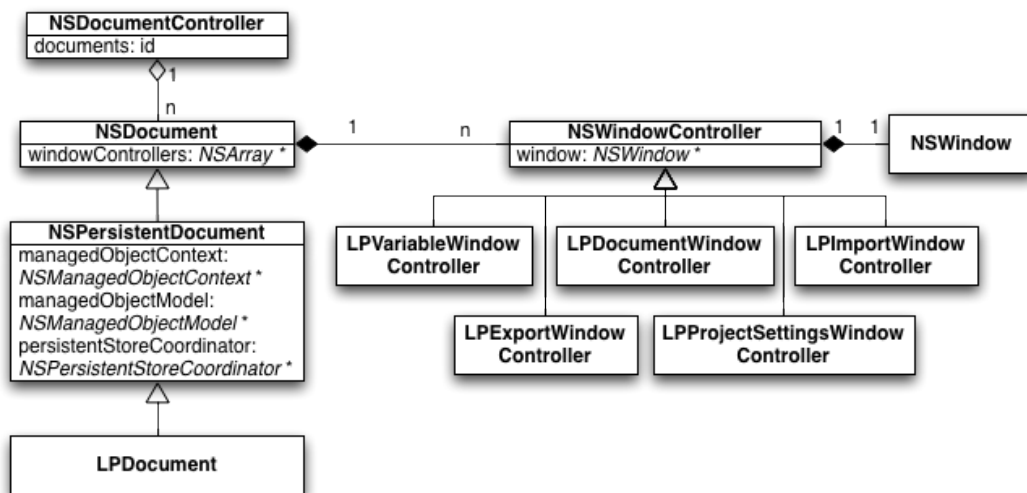 NSDocumentController
documents: id
1
n
NSDocument
windowControllers: NSArray *
1
n
NSWindowController
window: NSWindow *
1
1
NSWindow
NSPersistentDocument
managedObjectContext:
NSManagedObjectContext *
managedObjectModel:
NSManagedObjectModel *
persistentStoreCoordinator:
NSPersistentStoreCoordinator *
LPVariableWindow
Controller
LPDocumentWindow
Controller
LPImportWindow
Controller
LPExportWindow
Controller
LPProjectSettingsWindow
Controller
LPDocument